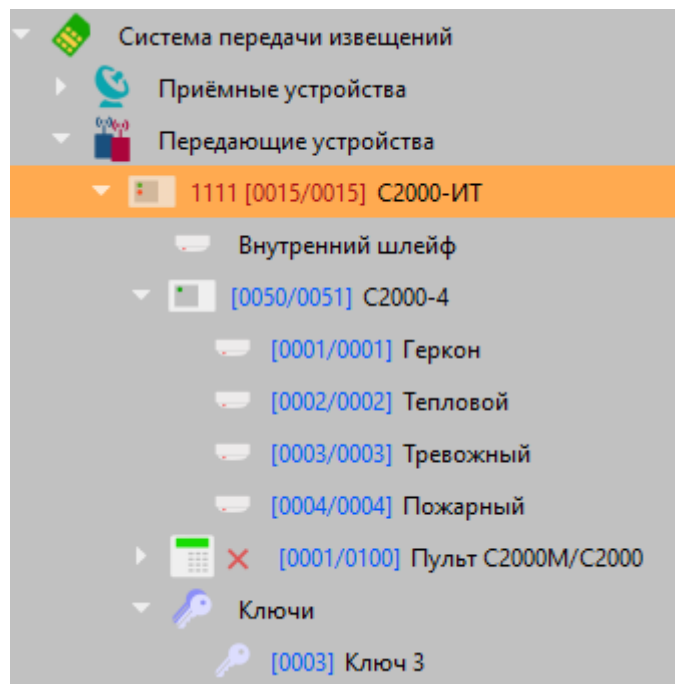 Система передачи извещений
Приёмные устройства
Передающие устройства
1111 [0015/0015] С2000-ИТ
Внутренний шлейф
[0050/0051] С2000-4
[0001/0001] Геркон
[0002/0002] Тепловой
[0003/0003] Тревожный
[0004/0004] Пожарный
[0001/0100] Пульт С2000М/С2000
Ключи
[0003] Ключ 3